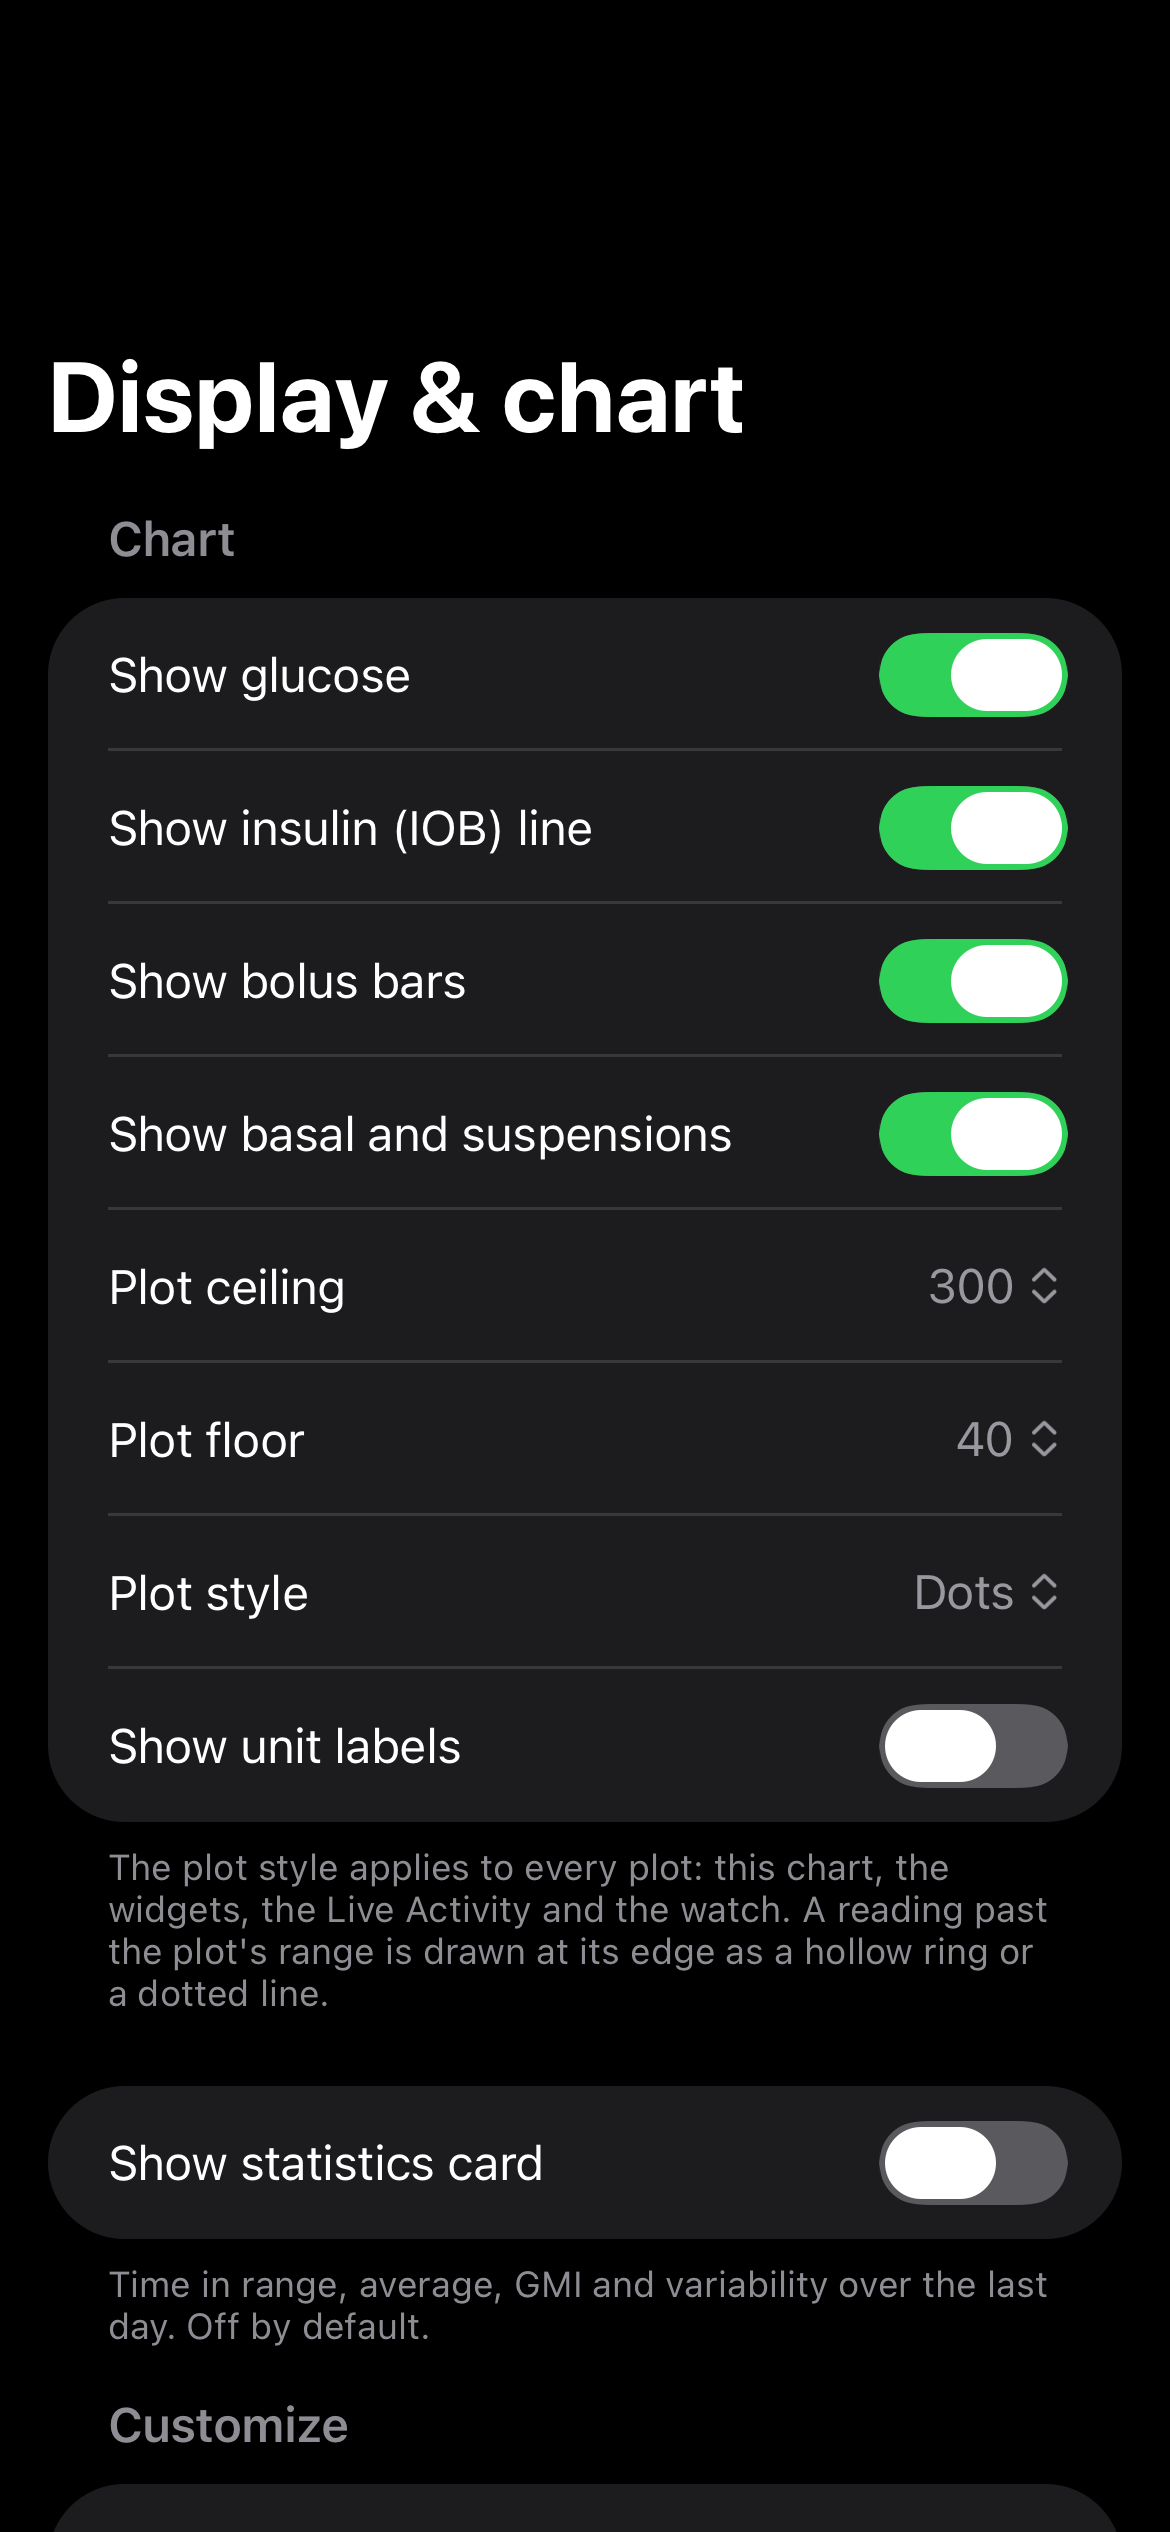 Display & chart
Chart
Show glucose
Show insulin (IOB) line
Show bolus bars
Show basal and suspensions
Plot ceiling 300
Plot floor 40
Plot style Dots
Show unit labels
The plot style applies to every plot: this chart, the
widgets, the Live Activity and the watch. A reading past
the plot's range is drawn at its edge as a hollow ring or
a dotted line.
Show statistics card
Time in range, average, GMI and variability over the last
day. Off by default.
Customize